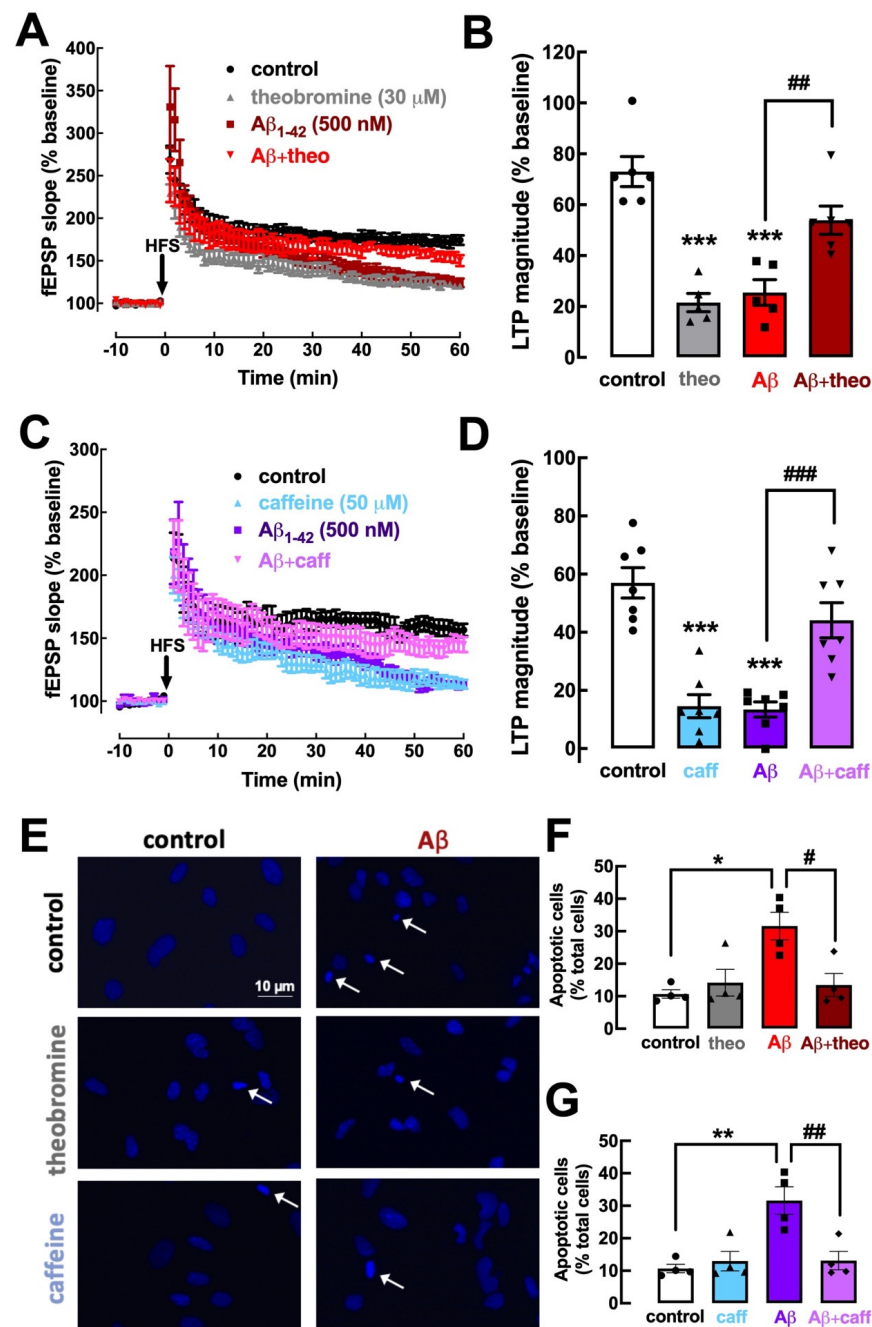 A
fEPSP slope (% baseline)
400
350
300
250
200
150
100
control
theobromine (30 μM)
Aβ1-42 (500 nM)
Aβ+theo
HFS
-10 0 10 20 30 40 50 60
Time (min)
B
LTP magnitude (% baseline)
120
100
80
60
40
20
0
##
*** ***
control theo Aβ Aβ+theo
C
fEPSP slope (% baseline)
300
250
200
150
100
control
caffeine (50 μM)
Aβ1-42 (500 nM)
Aβ+caff
HFS
-10 0 10 20 30 40 50 60
Time (min)
D
LTP magnitude (% baseline)
100
80
60
40
20
0
###
***
***
control caff Aβ Aβ+caff
E
control Aβ
control
10 μm
theobromine
caffeine
F
Apoptotic cells
(% total cells)
50
40
30
20
10
0
* #
control theo Aβ Aβ+theo
G
Apoptotic cells
(% total cells)
50
40
30
20
10
0
** ##
control caff Aβ Aβ+caff